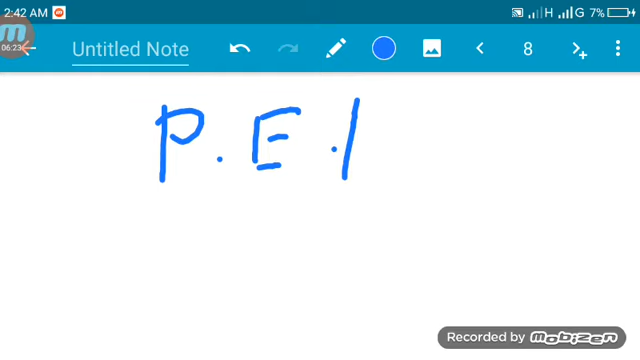 2:42 AM H G 7%
06:23 Untitled Note 8
P.E.|
Recorded by mobizen